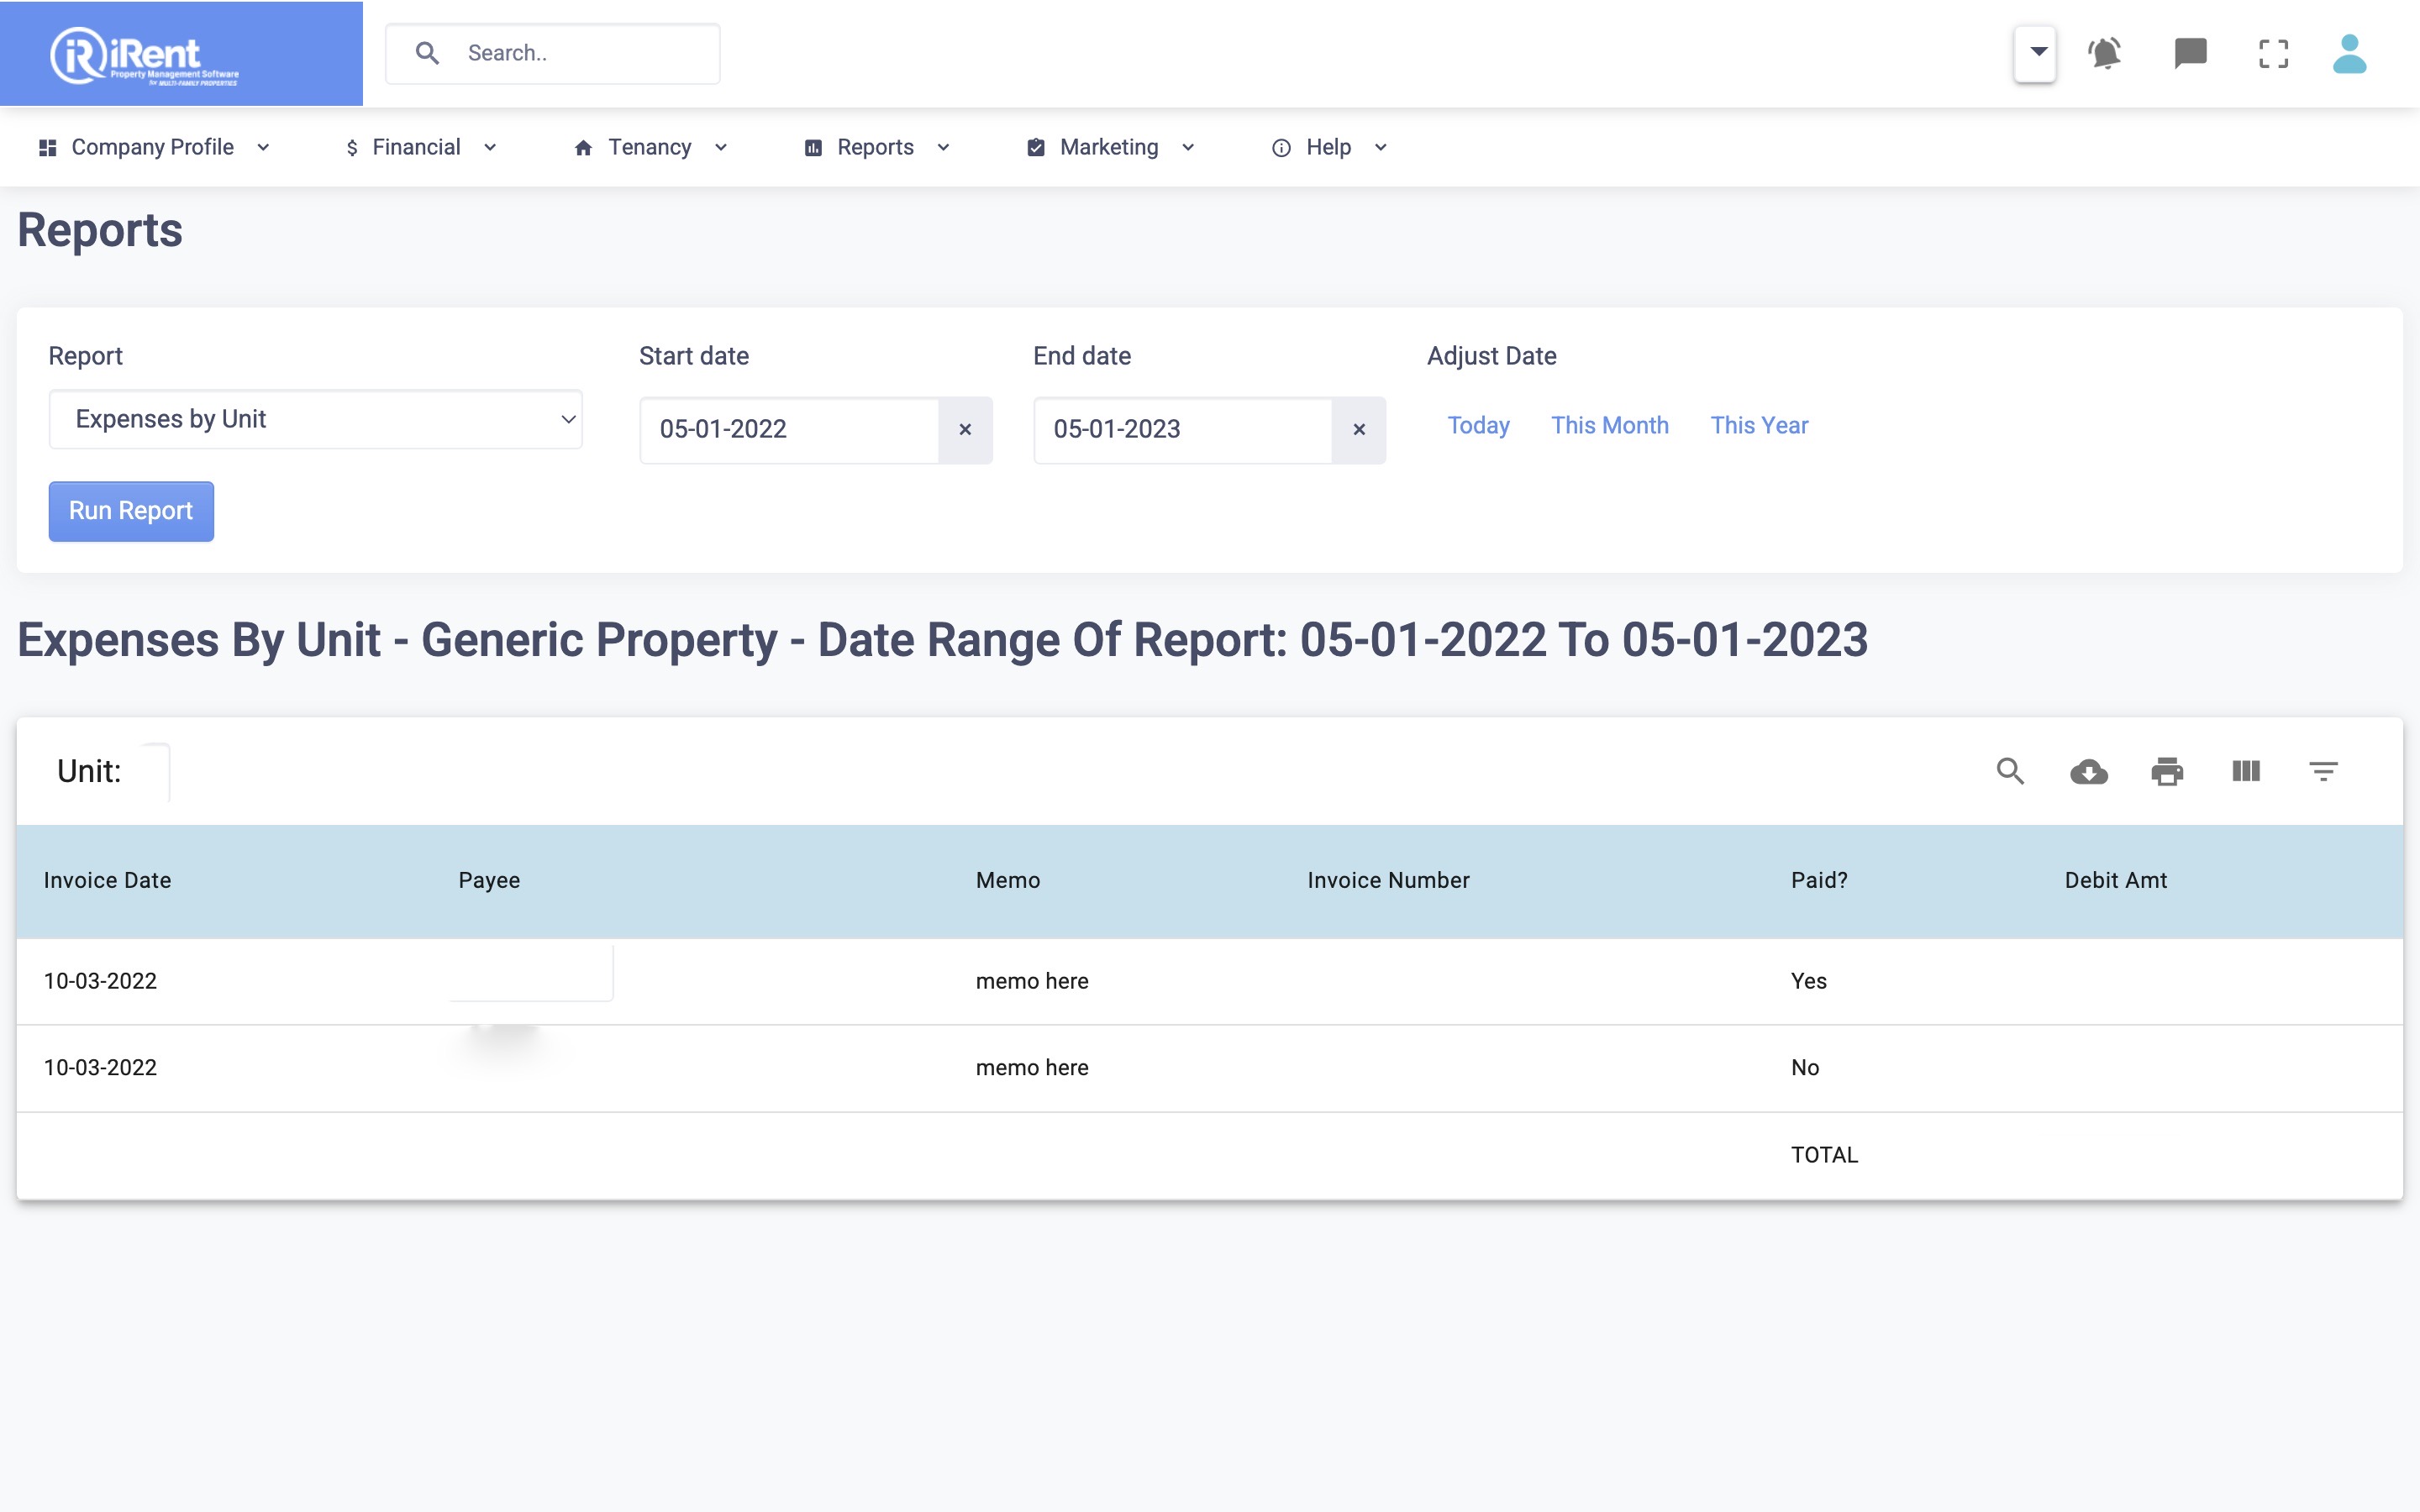 iRent
Property Management Software
for MULTI-FAMILY PROPERTIES
Search..
Company Profile Financial Tenancy Reports Marketing Help
Reports
Report Start date End date Adjust Date
Expenses by Unit 05-01-2022 × 05-01-2023 × Today This Month This Year
Run Report
Expenses By Unit - Generic Property - Date Range Of Report: 05-01-2022 To 05-01-2023
Unit:
Invoice Date Payee Memo Invoice Number Paid? Debit Amt
10-03-2022 memo here Yes
10-03-2022 memo here No
TOTAL